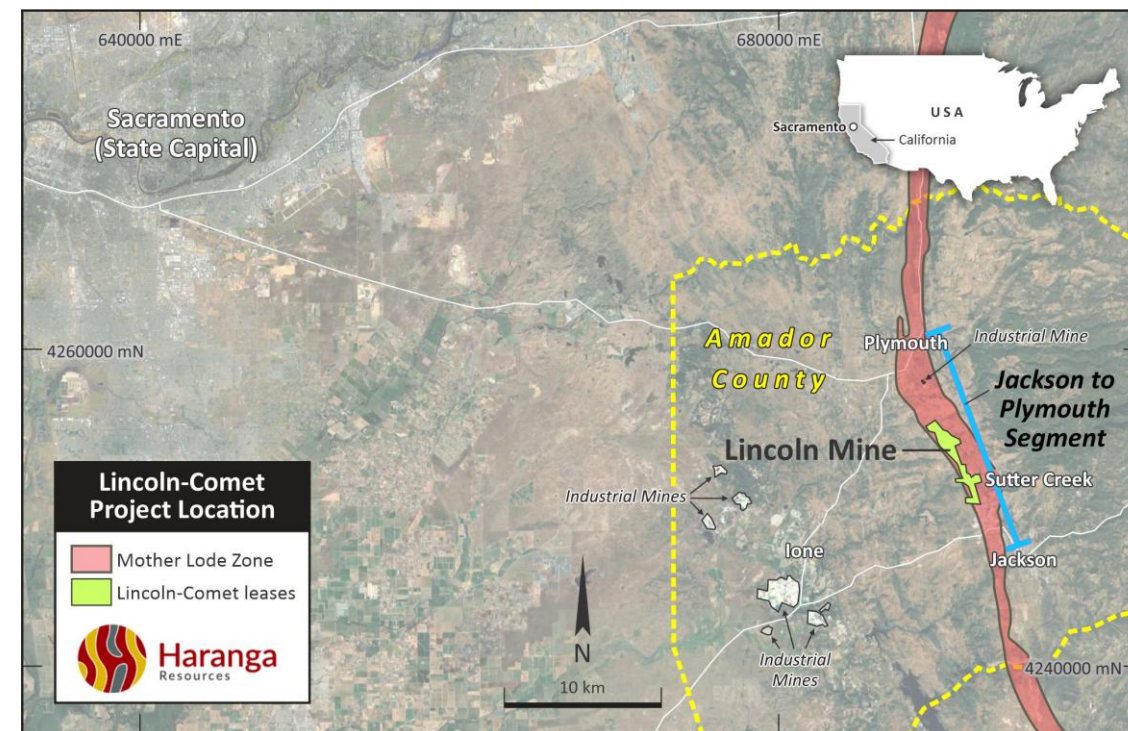 640000 mE
680000 mE
Sacramento
(State Capital)
USA
Sacramento
California
4260000 mN
Amador
County
Plymouth
Industrial Mine
Jackson to
Plymouth
Segment
Lincoln Mine
Sutter Creek
Industrial Mines
Ione
Jackson
Industrial
Mines
4240000 mN
N
10 km
Lincoln-Comet
Project Location
Mother Lode Zone
Lincoln-Comet leases
Haranga
Resources